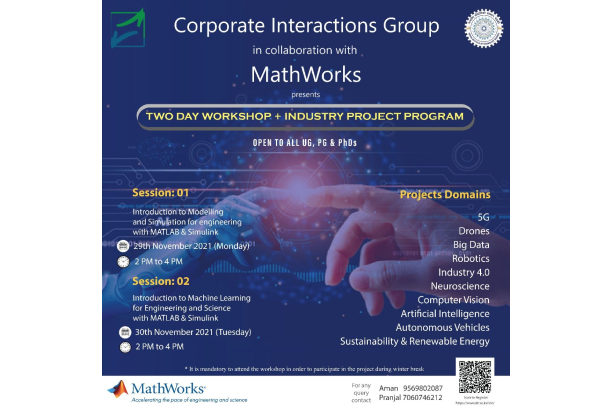 Corporate Interactions Group
in collaboration with
MathWorks
presents
TWO DAY WORKSHOP + INDUSTRY PROJECT PROGRAM
OPEN TO ALL UG, PG & PhDs
Session: 01
Introduction to Modelling
and Simulation for engineering
with MATLAB & Simulink
29th November 2021 (Monday)
2 PM to 4 PM
Session: 02
Introduction to Machine Learning
for Engineering and Science
with MATLAB & Simulink
30th November 2021 (Tuesday)
2 PM to 4 PM
Projects Domains
5G
Drones
Big Data
Robotics
Industry 4.0
Neuroscience
Computer Vision
Artificial Intelligence
Autonomous Vehicles
Sustainability & Renewable Energy
* It is mandatory to attend the workshop in order to participate in the project during winter break
MathWorks®
Accelerating the pace of engineering and science
For any
query
contact
Aman 9569802087
Pranjal 7060746212